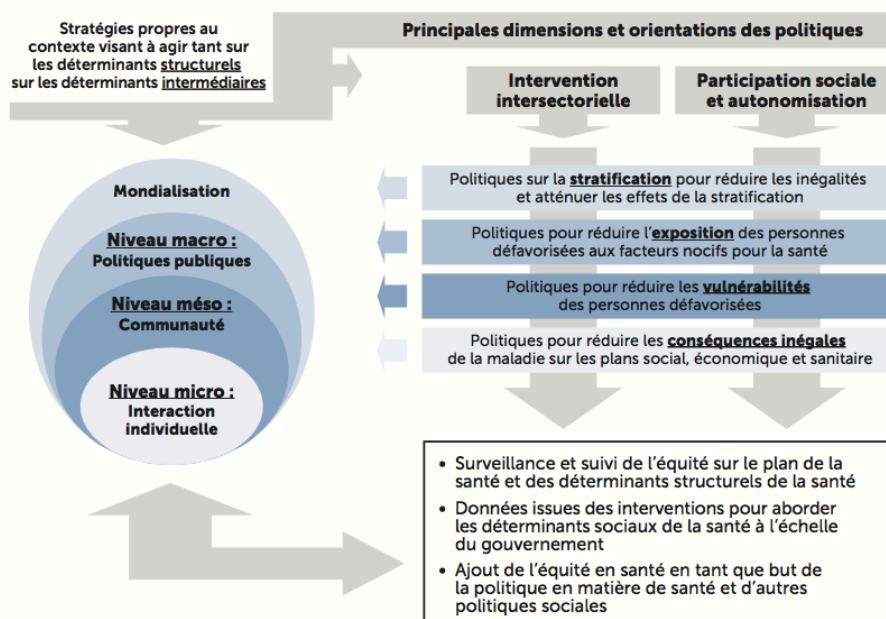 Stratégies propres au
contexte visant à agir tant sur
les déterminants structurels
sur les déterminants intermédiaires
Principales dimensions et orientations des politiques
Intervention
intersectorielle
Participation sociale
et autonomisation
Mondialisation
Niveau macro :
Politiques publiques
Niveau méso :
Communauté
Niveau micro :
Interaction
individuelle
Politiques sur la stratification pour réduire les inégalités
et atténuer les effets de la stratification
Politiques pour réduire l’exposition des personnes
défavorisées aux facteurs nocifs pour la santé
Politiques pour réduire les vulnérabilités
des personnes défavorisées
Politiques pour réduire les conséquences inégales
de la maladie sur les plans social, économique et sanitaire
• Surveillance et suivi de l’équité sur le plan de la
santé et des déterminants structurels de la santé
• Données issues des interventions pour aborder
les déterminants sociaux de la santé à l’échelle
du gouvernement
• Ajout de l’équité en santé en tant que but de
la politique en matière de santé et d’autres
politiques sociales